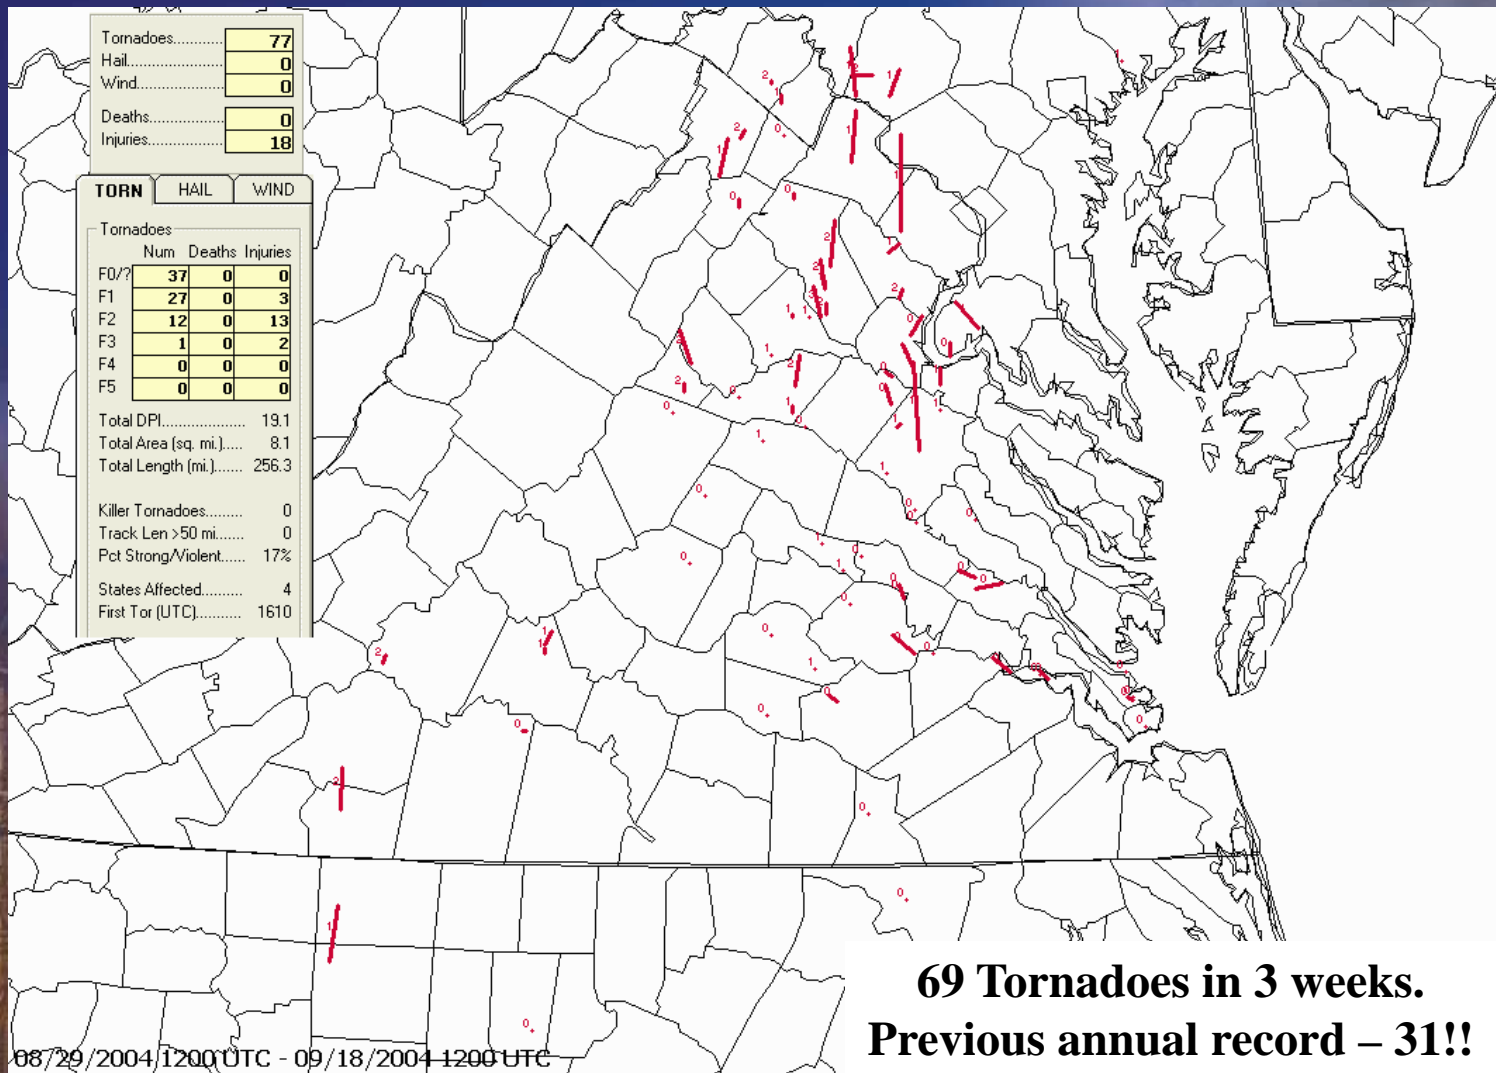 Tornadoes............ 77
Hail...................... 0
Wind.................... 0
Deaths................. 0
Injuries................. 18
TORN HAIL WIND
Tornadoes
Num Deaths Injuries
F0/? 37 0 0
F1 27 0 3
F2 12 0 13
F3 1 0 2
F4 0 0 0
F5 0 0 0
Total DPI................. 19.1
Total Area (sq. mi.)..... 8.1
Total Length (mi.)....... 256.3
Killer Tornadoes......... 0
Track Len >50 mi....... 0
Pct Strong/Violent...... 17%
States Affected.......... 4
First Tor (UTC)........... 1610
69 Tornadoes in 3 weeks.
Previous annual record – 31!!
08/29/2004 1200 UTC - 09/18/2004 1200 UTC